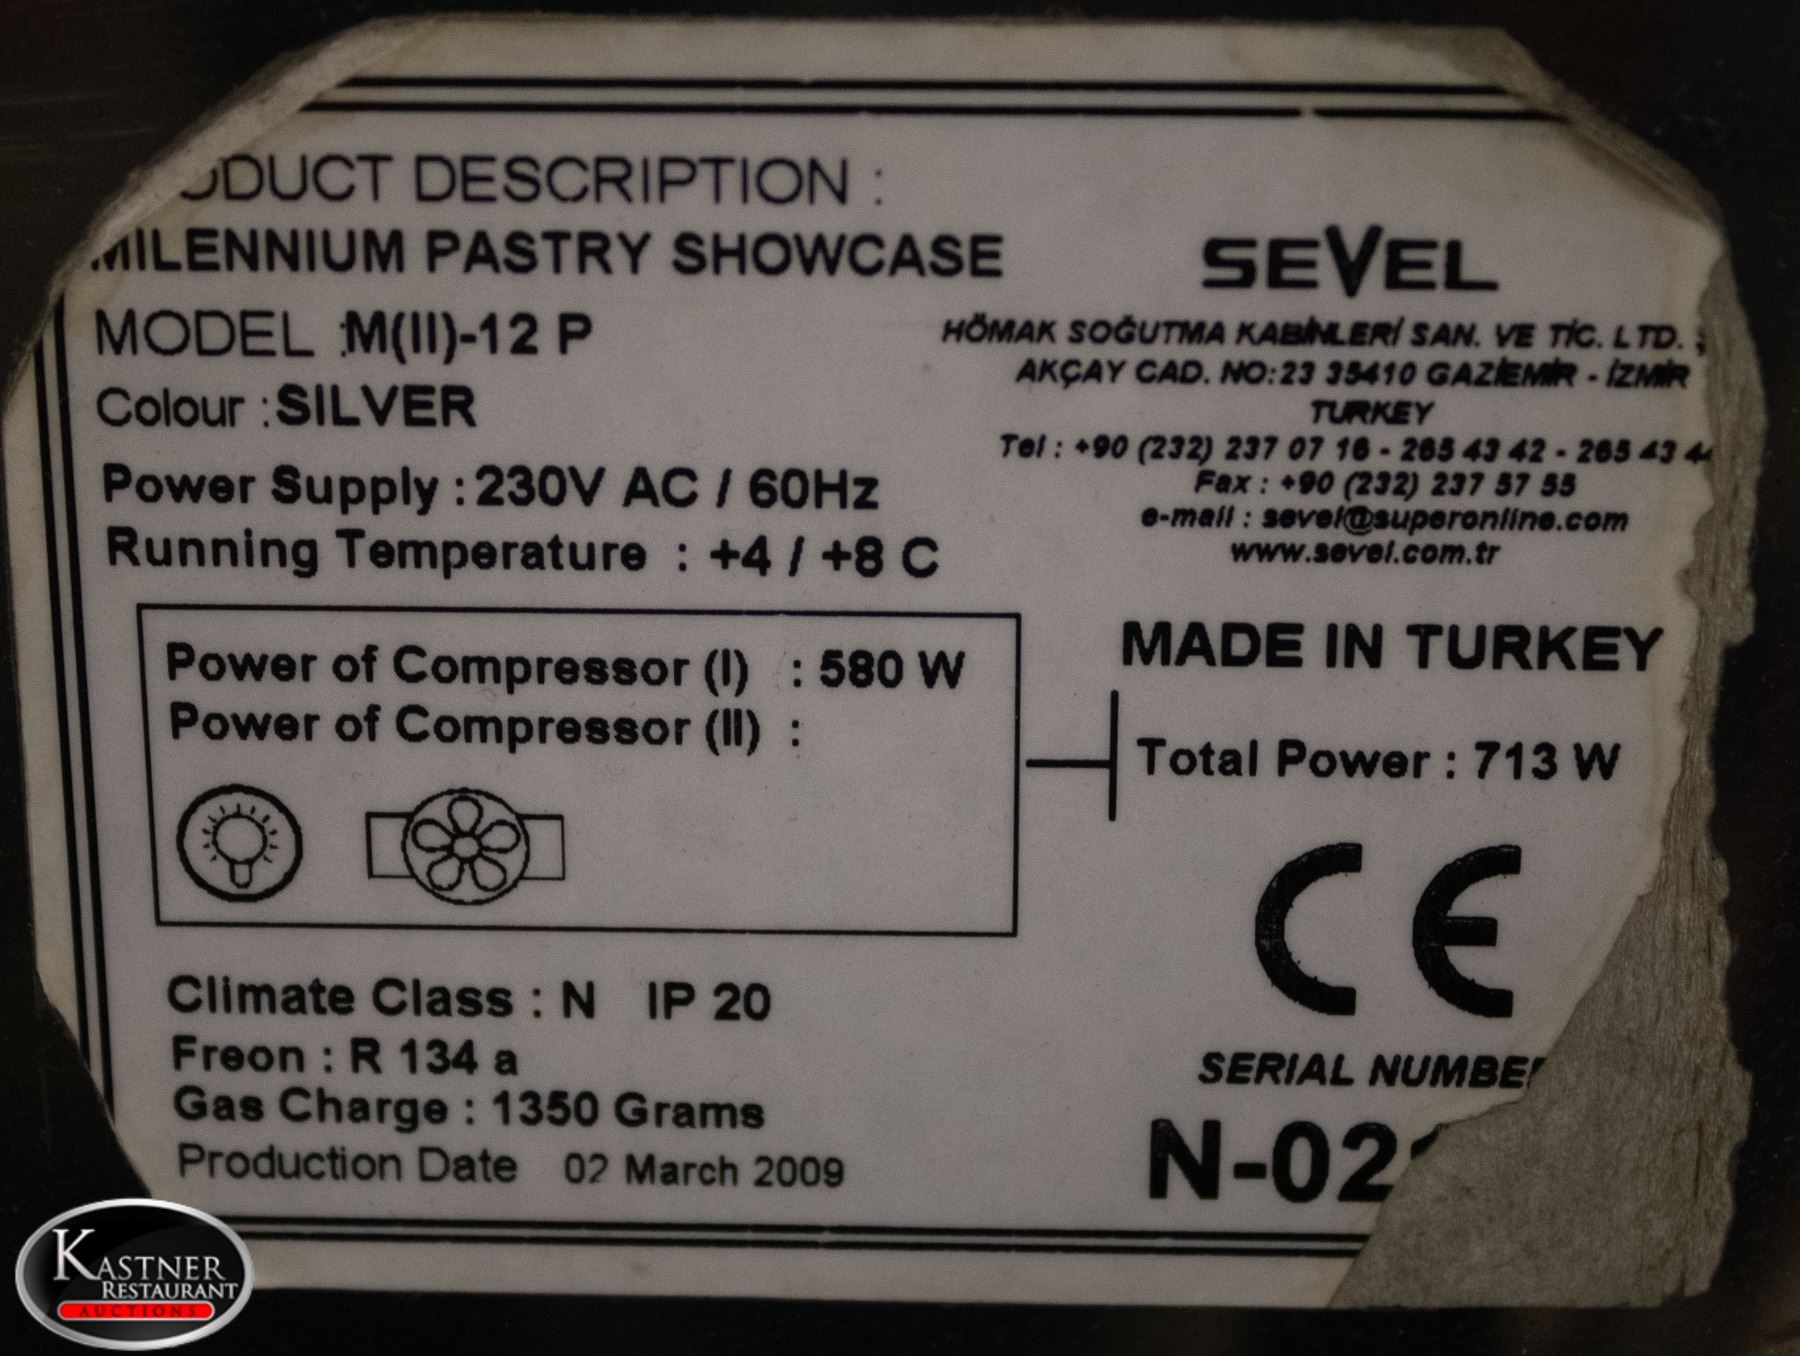 ODUCT DESCRIPTION :
MILENNIUM PASTRY SHOWCASE
MODEL :M(II)-12 P
Colour :SILVER
Power Supply : 230V AC / 60Hz
Running Temperature : +4 / +8 C
SEVEL
HÖMAK SOĞUTMA KABİNLERİ SAN. VE TİC. LTD. Ş
AKÇAY CAD. NO:23 35410 GAZİEMİR - İZMİR
TURKEY
Tel : +90 (232) 237 07 16 - 265 43 42 - 265 43 44
Fax : +90 (232) 237 57 55
e-mail : sevel@superonline.com
www.sevel.com.tr
Power of Compressor (I) : 580 W
Power of Compressor (II) :
MADE IN TURKEY
Total Power : 713 W
CE
Climate Class : N IP 20
Freon : R 134 a
Gas Charge : 1350 Grams
Production Date 02 March 2009
SERIAL NUMBER
N-02
KASTNER
RESTAURANT
AUCTIONS